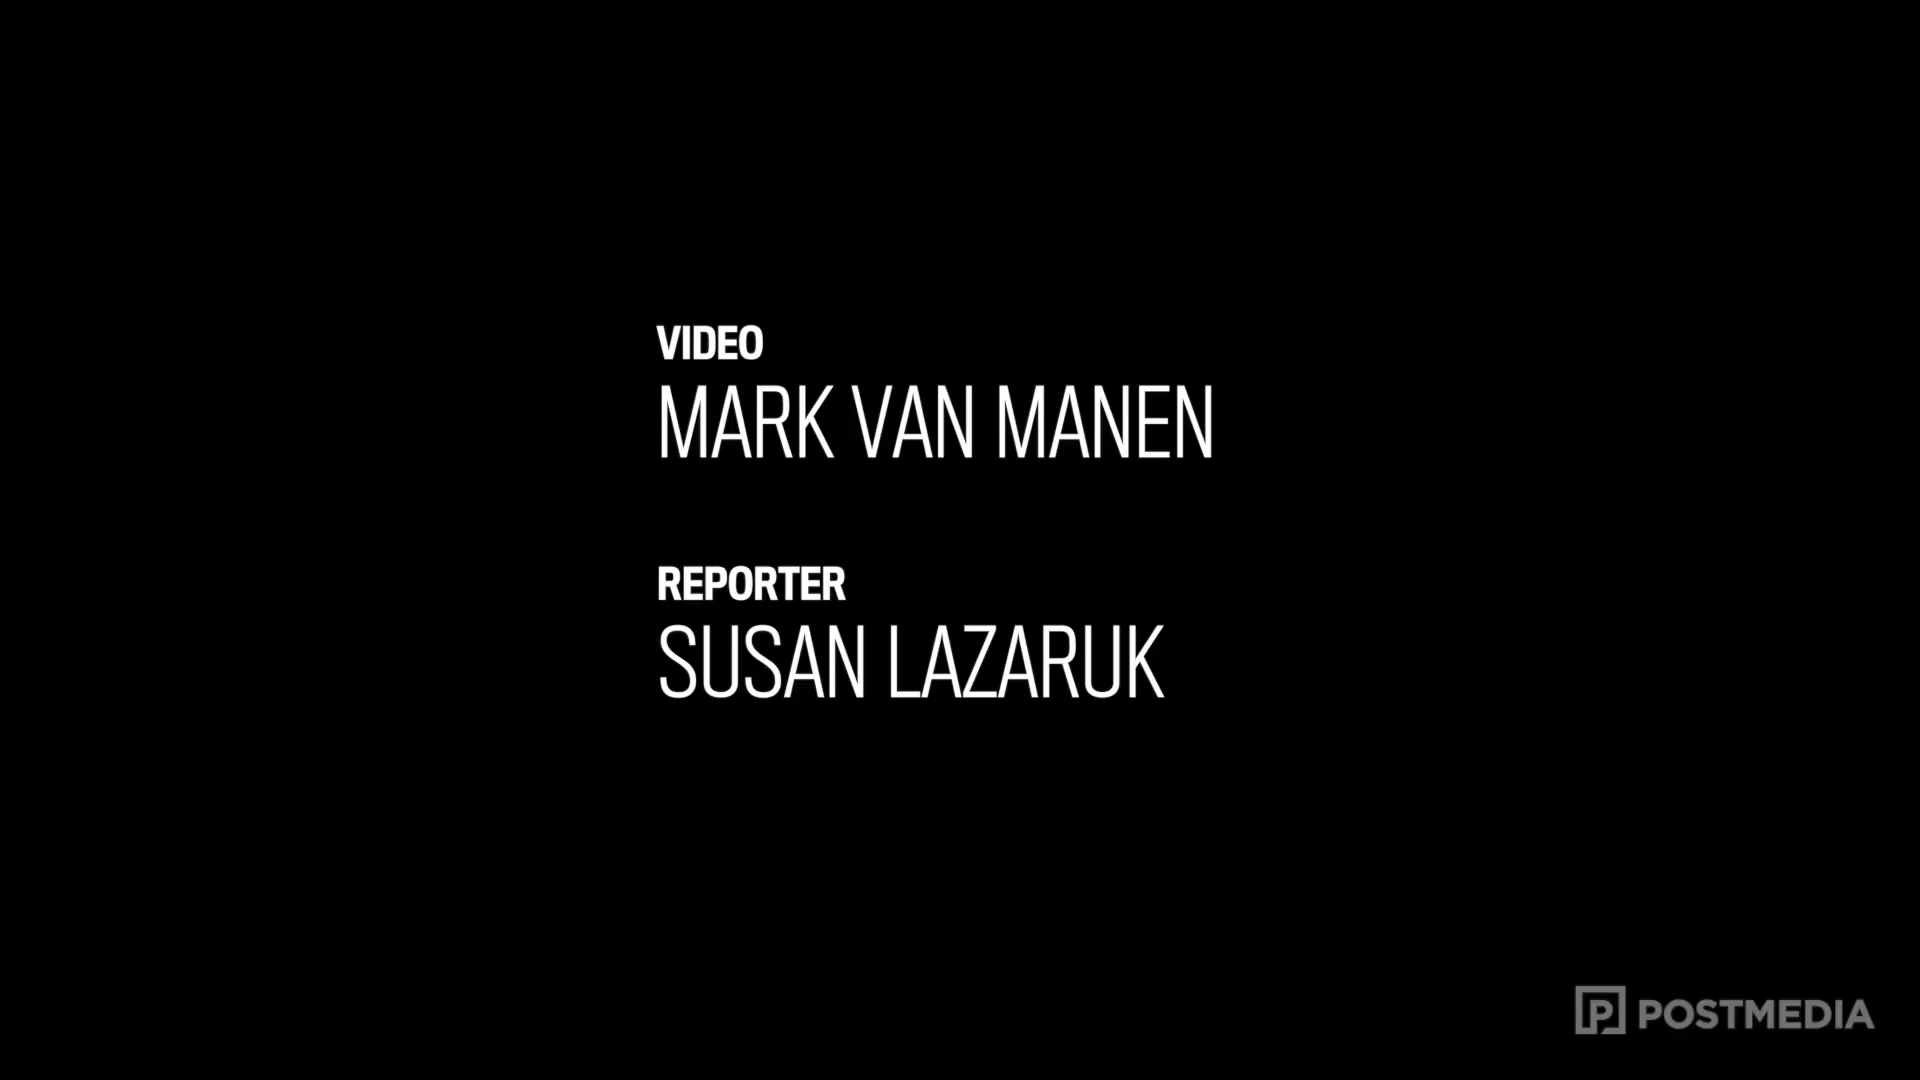 VIDEO
MARK VAN MANEN
REPORTER
SUSAN LAZARUK
P POSTMEDIA